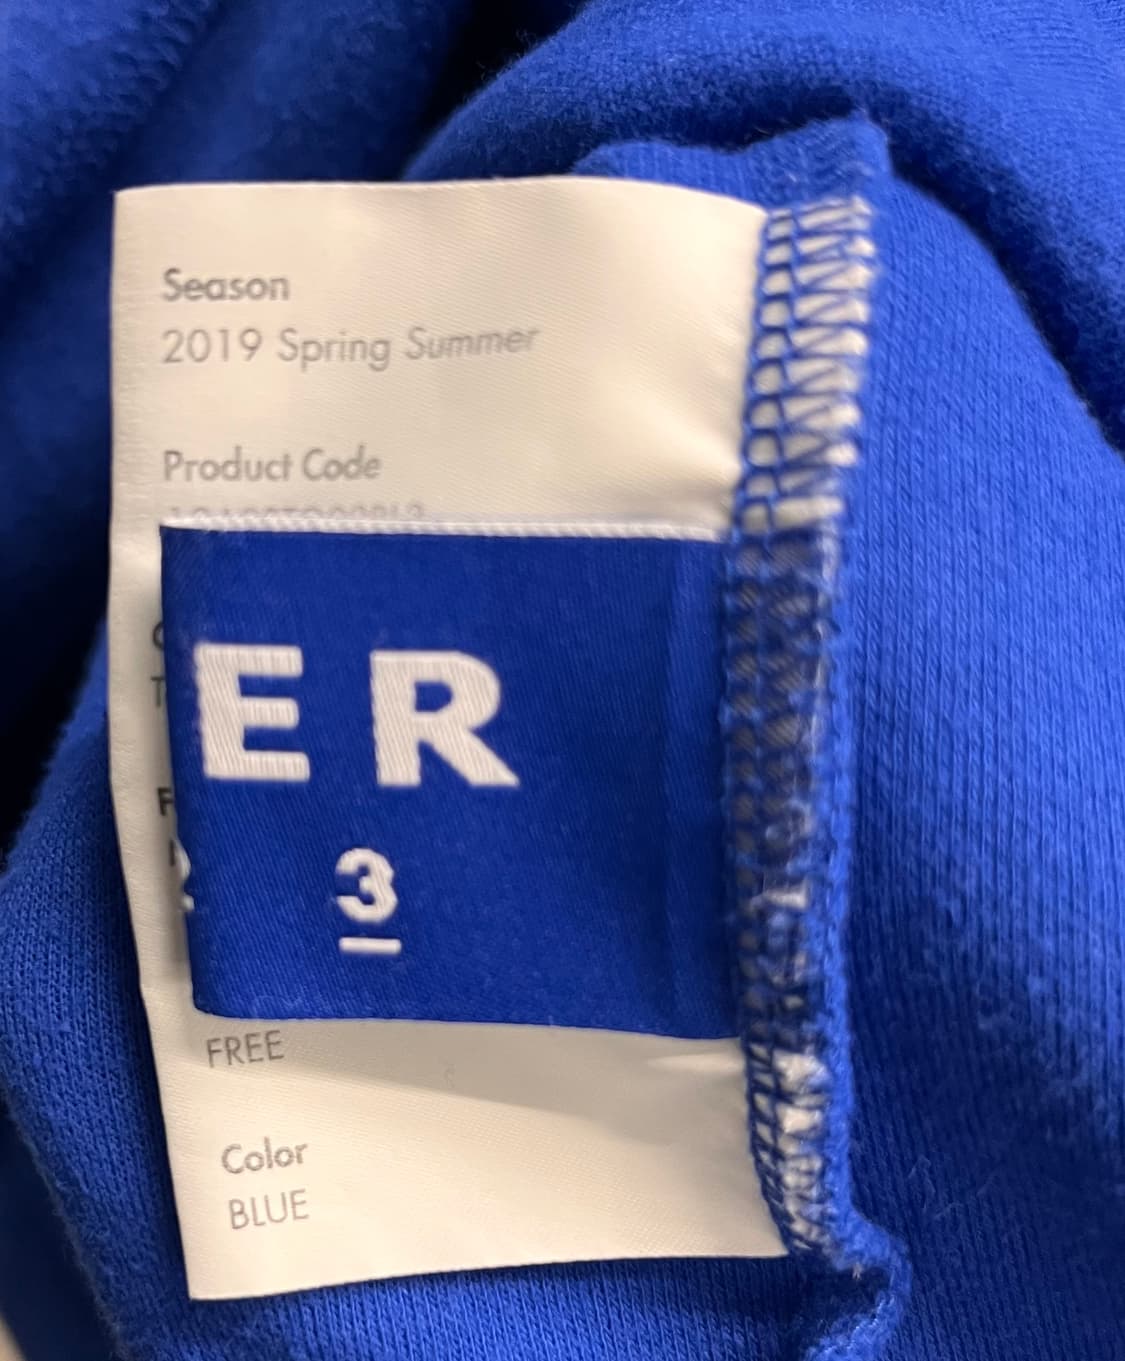 Season
2019 Spring Summer
Product Code
ER
3
FREE
Color
BLUE